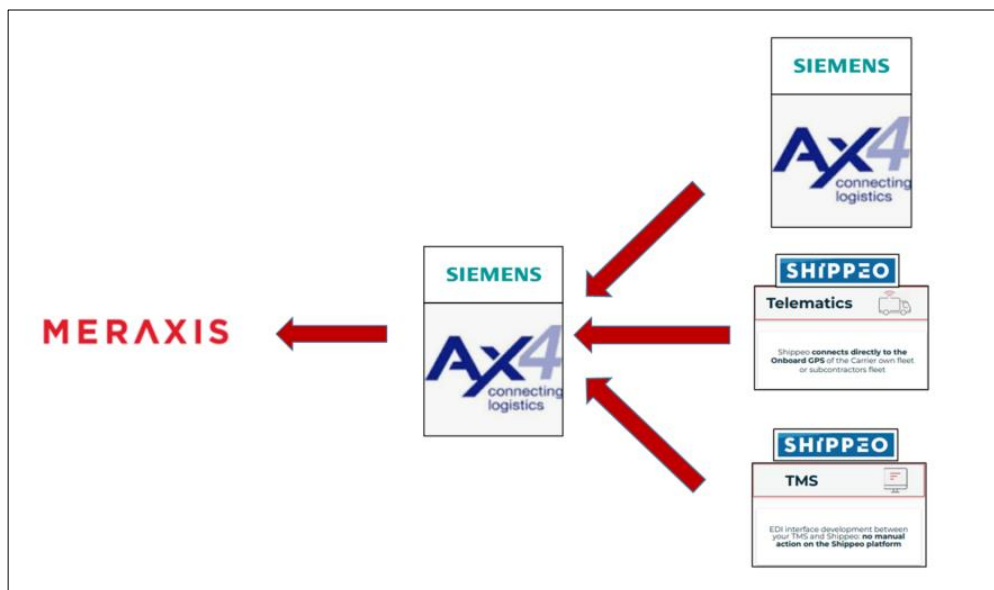 SIEMENS
AX4
connecting
logistics
SHIPPEO
Telematics
Shippeo connects directly to the
Onboard GPS of the Carrier own fleet
or subcontractors fleet
SHIPPEO
TMS
EDI interface development between
your TMS and Shippeo: no manual
action on the Shippeo platform
SIEMENS
AX4
connecting
logistics
MERAXIS